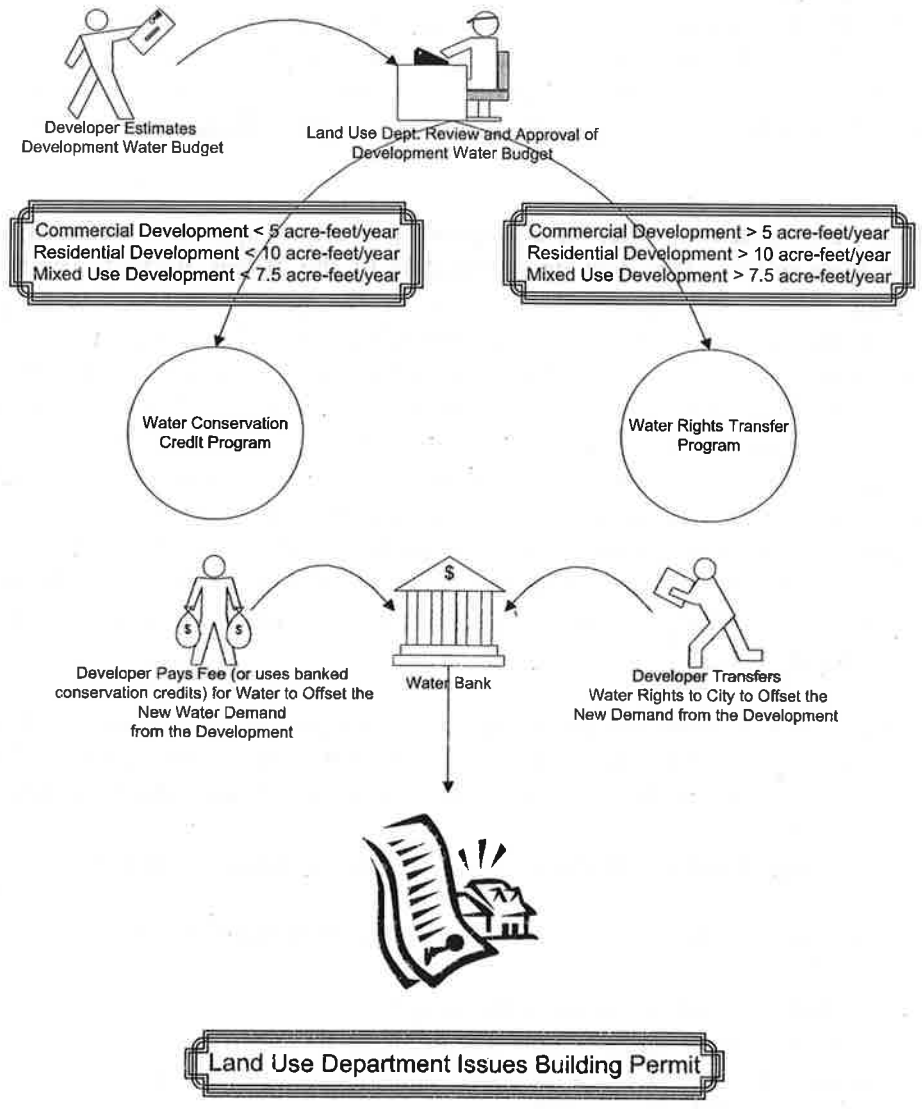 Developer Estimates
Development Water Budget
Land Use Dept. Review and Approval of
Development Water Budget
Commercial Development < 5 acre-feet/year
Residential Development < 10 acre-feet/year
Mixed Use Development < 7.5 acre-feet/year
Commercial Development > 5 acre-feet/year
Residential Development > 10 acre-feet/year
Mixed Use Development > 7.5 acre-feet/year
Water Conservation
Credit Program
Water Rights Transfer
Program
$
$
$
Developer Pays Fee (or uses banked
conservation credits) for Water to Offset the
New Water Demand
from the Development
Water Bank
Developer Transfers
Water Rights to City to Offset the
New Demand from the Development
Land Use Department Issues Building Permit